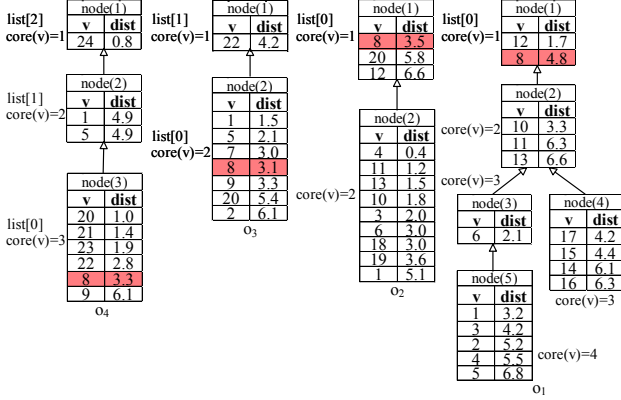 list[2]
core(v)=1
node(1)
24 0.8
list[1]
core(v)=2
node(2)
v dist
1 4.9
5 4.9
list[0]
core(v)=3
node(3)
v dist
20 1.0
21 1.4
23 1.9
22 2.8
8 3.3
9 6.1
o4
list[1]
core(v)=1
node(1)
v dist
22 4.2
list[0]
core(v)=2
node(2)
v dist
1 1.5
5 2.1
7 3.0
8 3.1
9 3.3
20 5.4
2 6.1
o3
list[0]
core(v)=1
node(1)
v dist
8 3.5
20 5.8
12 6.6
core(v)=2
node(2)
v dist
4 0.4
11 1.2
13 1.5
10 1.8
3 2.0
6 3.0
18 3.0
19 3.6
1 5.1
o2
list[0]
core(v)=1
node(1)
v dist
12 1.7
8 4.8
core(v)=2
node(2)
v dist
10 3.3
11 6.3
13 6.6
core(v)=3
node(3)
v dist
6 2.1
node(4)
v dist
17 4.2
15 4.4
14 6.1
16 6.3
core(v)=3
node(5)
v dist
1 3.2
3 4.2
2 5.2
4 5.5
5 6.8
core(v)=4
o1